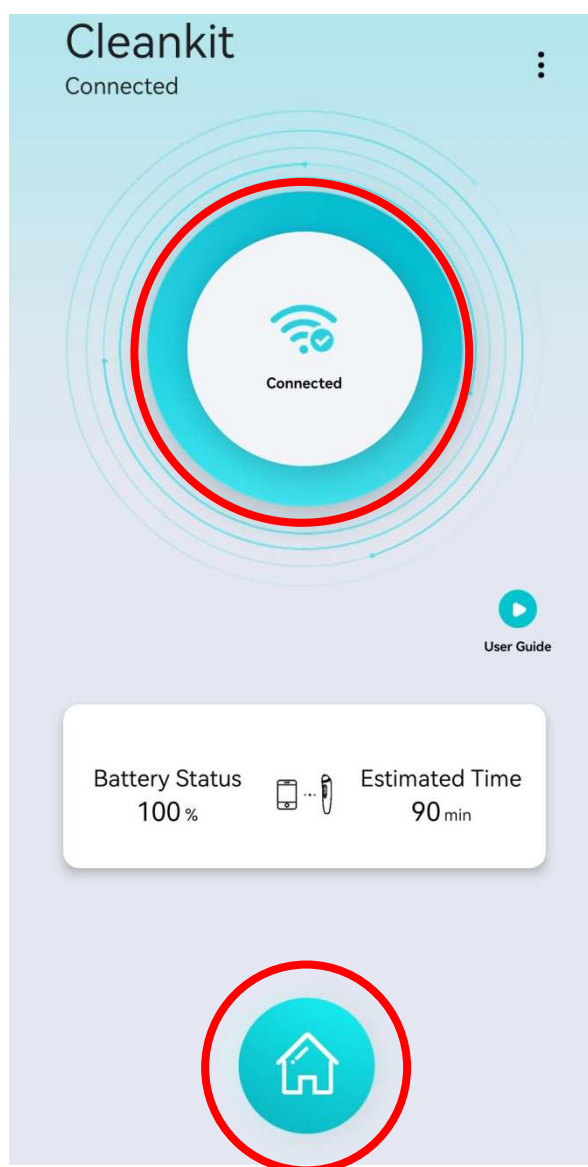 Cleankit
Connected
Connected
User Guide
Battery Status
100 %
Estimated Time
90 min